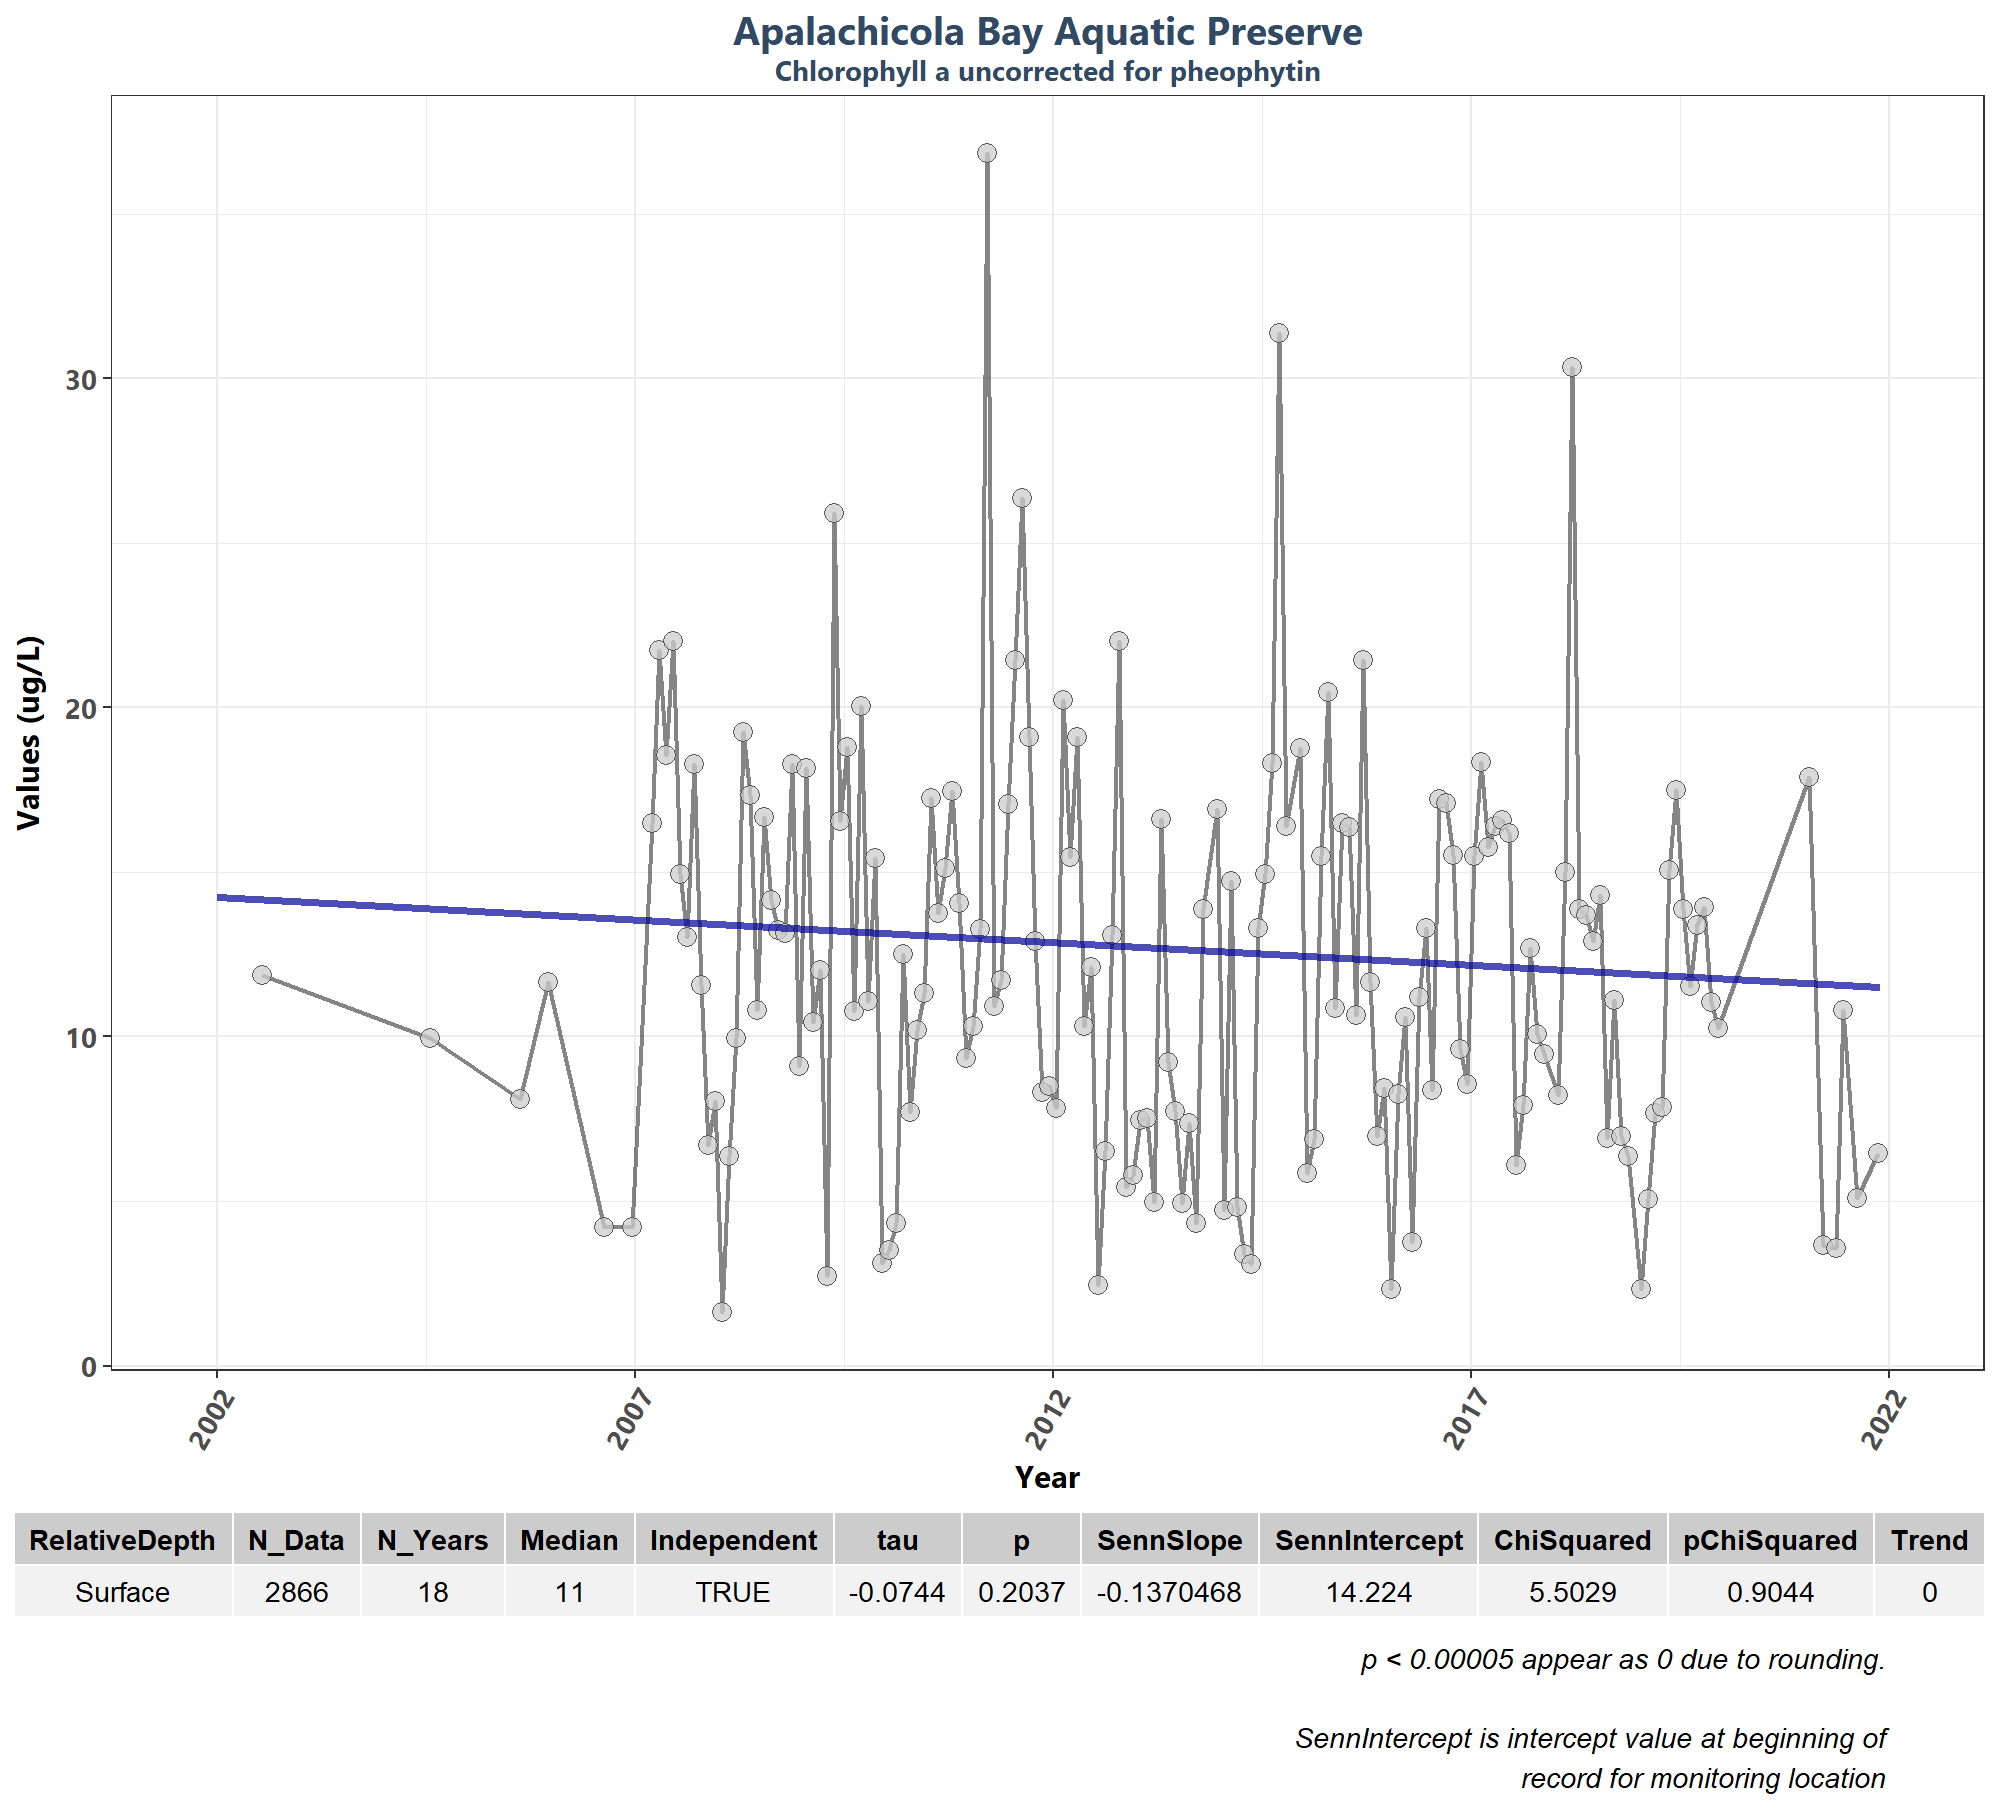 Apalachicola Bay Aquatic Preserve
Chlorophyll a uncorrected for pheophytin
Values (ug/L)
30
20
10
0
2002 2007 2012 2017 2022
Year
RelativeDepth N_Data N_Years Median Independent tau p SennSlope SennIntercept ChiSquared pChiSquared Trend
Surface 2866 18 11 TRUE -0.0744 0.2037 -0.1370468 14.224 5.5029 0.9044 0
p < 0.00005 appear as 0 due to rounding.
SennIntercept is intercept value at beginning of
record for monitoring location